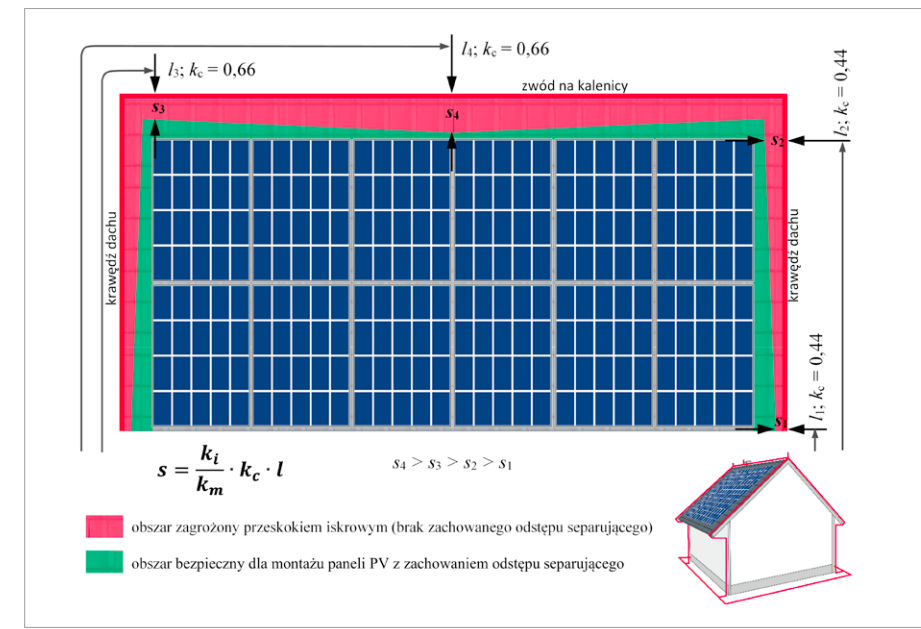 l4; kc = 0,66
l3; kc = 0,66
zwód na kalenicy
l2; kc = 0,44
s3
s4
s2
krawędź dachu
krawędź dachu
l1; kc = 0,44
s = ki/km · kc · l
s4 > s3 > s2 > s1
obszar zagrożony przeskokiem iskrowym (brak zachowanego odstępu separującego)
obszar bezpieczny dla montażu paneli PV z zachowaniem odstępu separującego